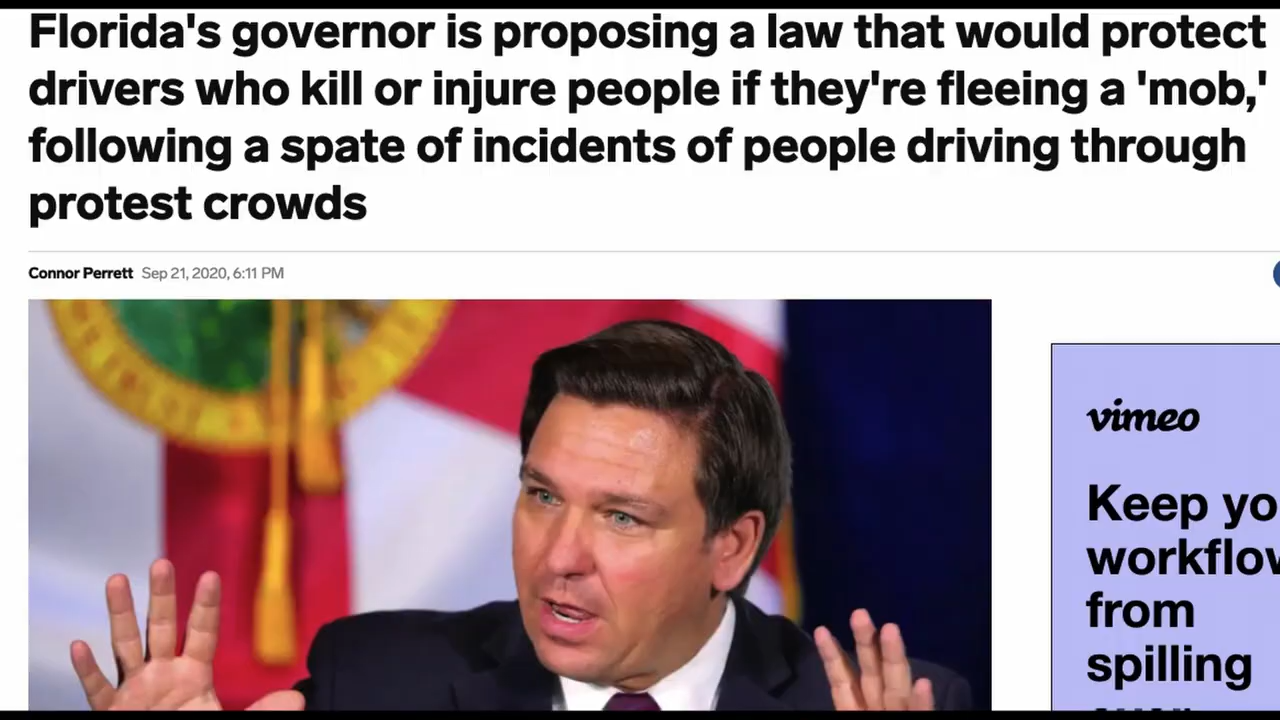 Florida's governor is proposing a law that would protect
drivers who kill or injure people if they're fleeing a 'mob,'
following a spate of incidents of people driving through
protest crowds
Connor Perrett Sep 21, 2020, 6:11 PM
vimeo
Keep yo
workflow
from
spilling